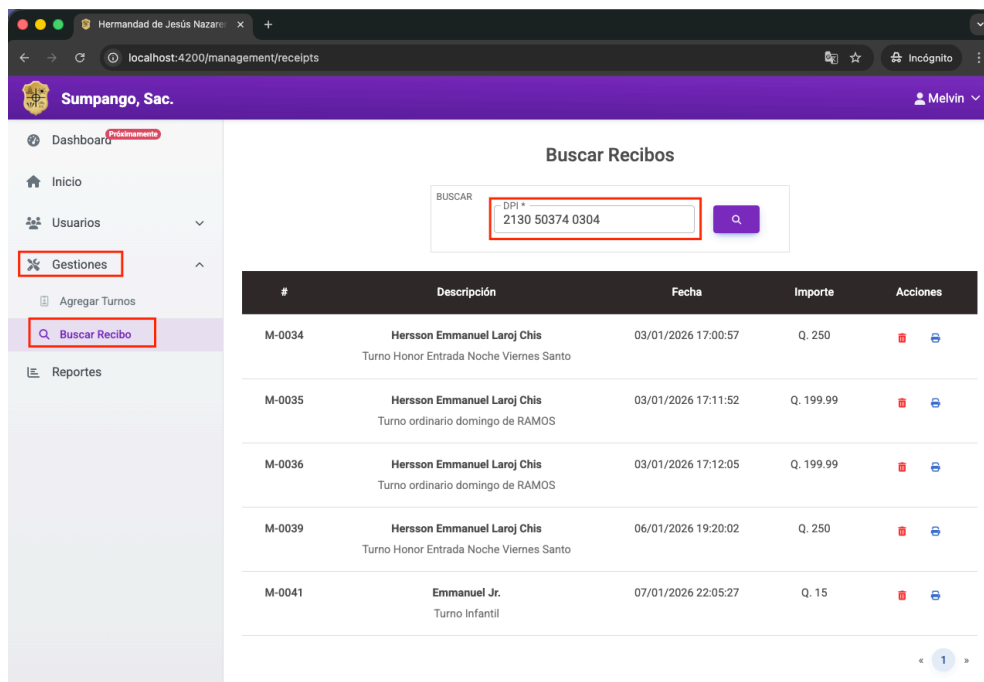 Hermandad de Jesús Nazare
localhost:4200/management/receipts
Incógnito
Sumpango, Sac.
Melvin
Dashboard
Próximamente
Inicio
Usuarios
Gestiones
Agregar Turnos
Buscar Recibo
Reportes
Buscar Recibos
BUSCAR
DPI *
2130 50374 0304
# Descripción Fecha Importe Acciones
M-0034 Hersson Emmanuel Laroj Chis 03/01/2026 17:00:57 Q. 250
Turno Honor Entrada Noche Viernes Santo
M-0035 Hersson Emmanuel Laroj Chis 03/01/2026 17:11:52 Q. 199.99
Turno ordinario domingo de RAMOS
M-0036 Hersson Emmanuel Laroj Chis 03/01/2026 17:12:05 Q. 199.99
Turno ordinario domingo de RAMOS
M-0039 Hersson Emmanuel Laroj Chis 06/01/2026 19:20:02 Q. 250
Turno Honor Entrada Noche Viernes Santo
M-0041 Emmanuel Jr. 07/01/2026 22:05:27 Q. 15
Turno Infantil
« 1 »